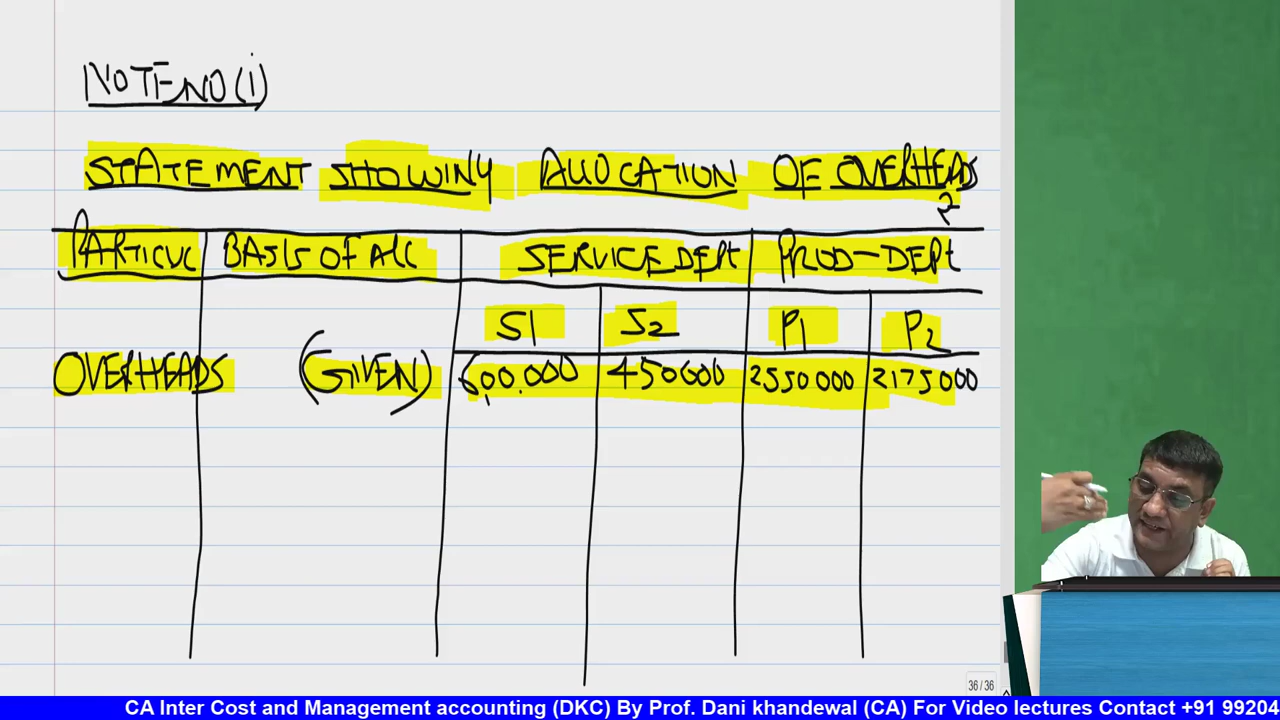 NOTE NO (i)
STATEMENT SHOWING ALLOCATION OF OVERHEADS
PARTICUL BASIS OF ALL SERVICE DEPT PROD-DEPT
S1 S2 P1 P2
OVERHEADS (GIVEN) 600,000 450000 2550000 2175000
36/36
CA Inter Cost and Management accounting (DKC) By Prof. Dani khandewal (CA) For Video lectures Contact +91 99204